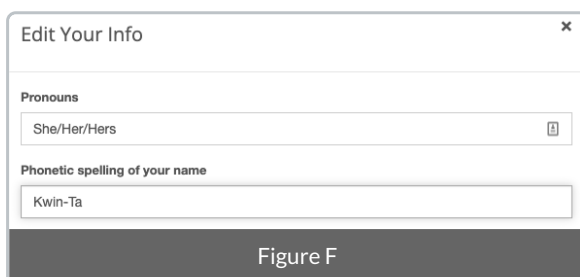 Edit Your Info
×
Pronouns
She/Her/Hers
Phonetic spelling of your name
Kwin-Ta
Figure F